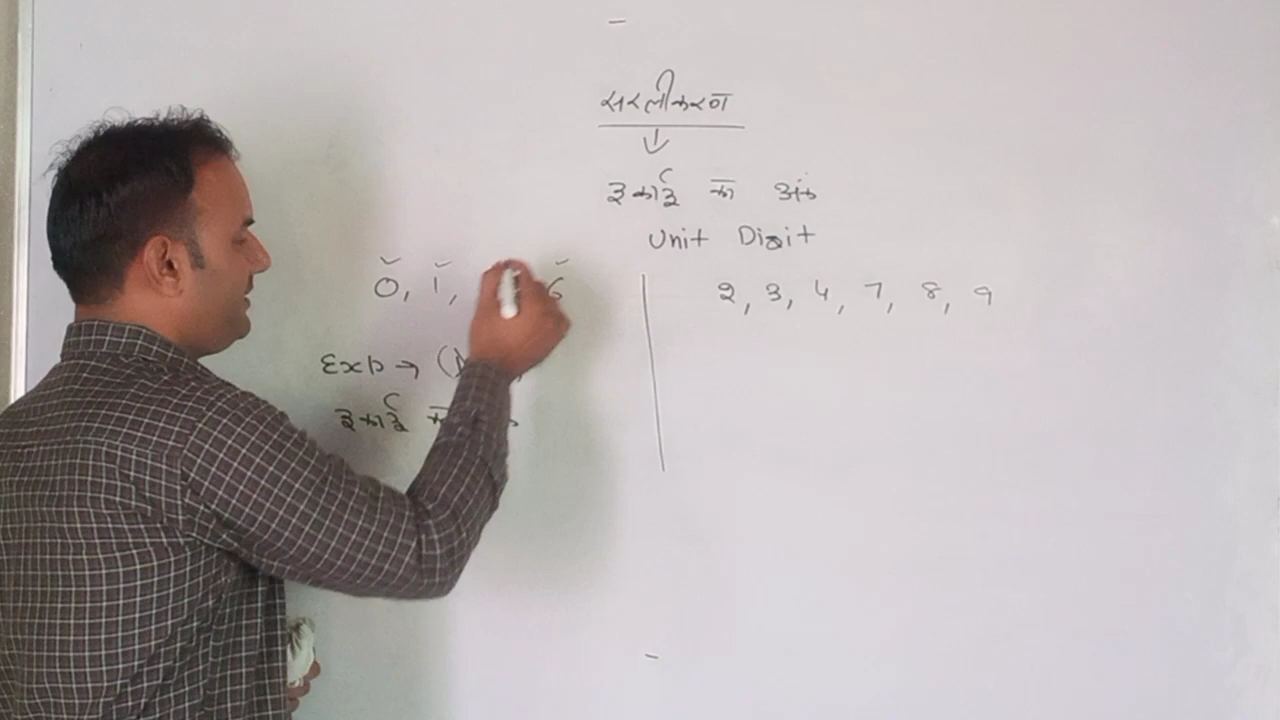 सरलीकरण
इकाई का अंक
Unit Digit
0, 1, 6
2, 3, 4, 7, 8, 9
Exp → (
इकाई